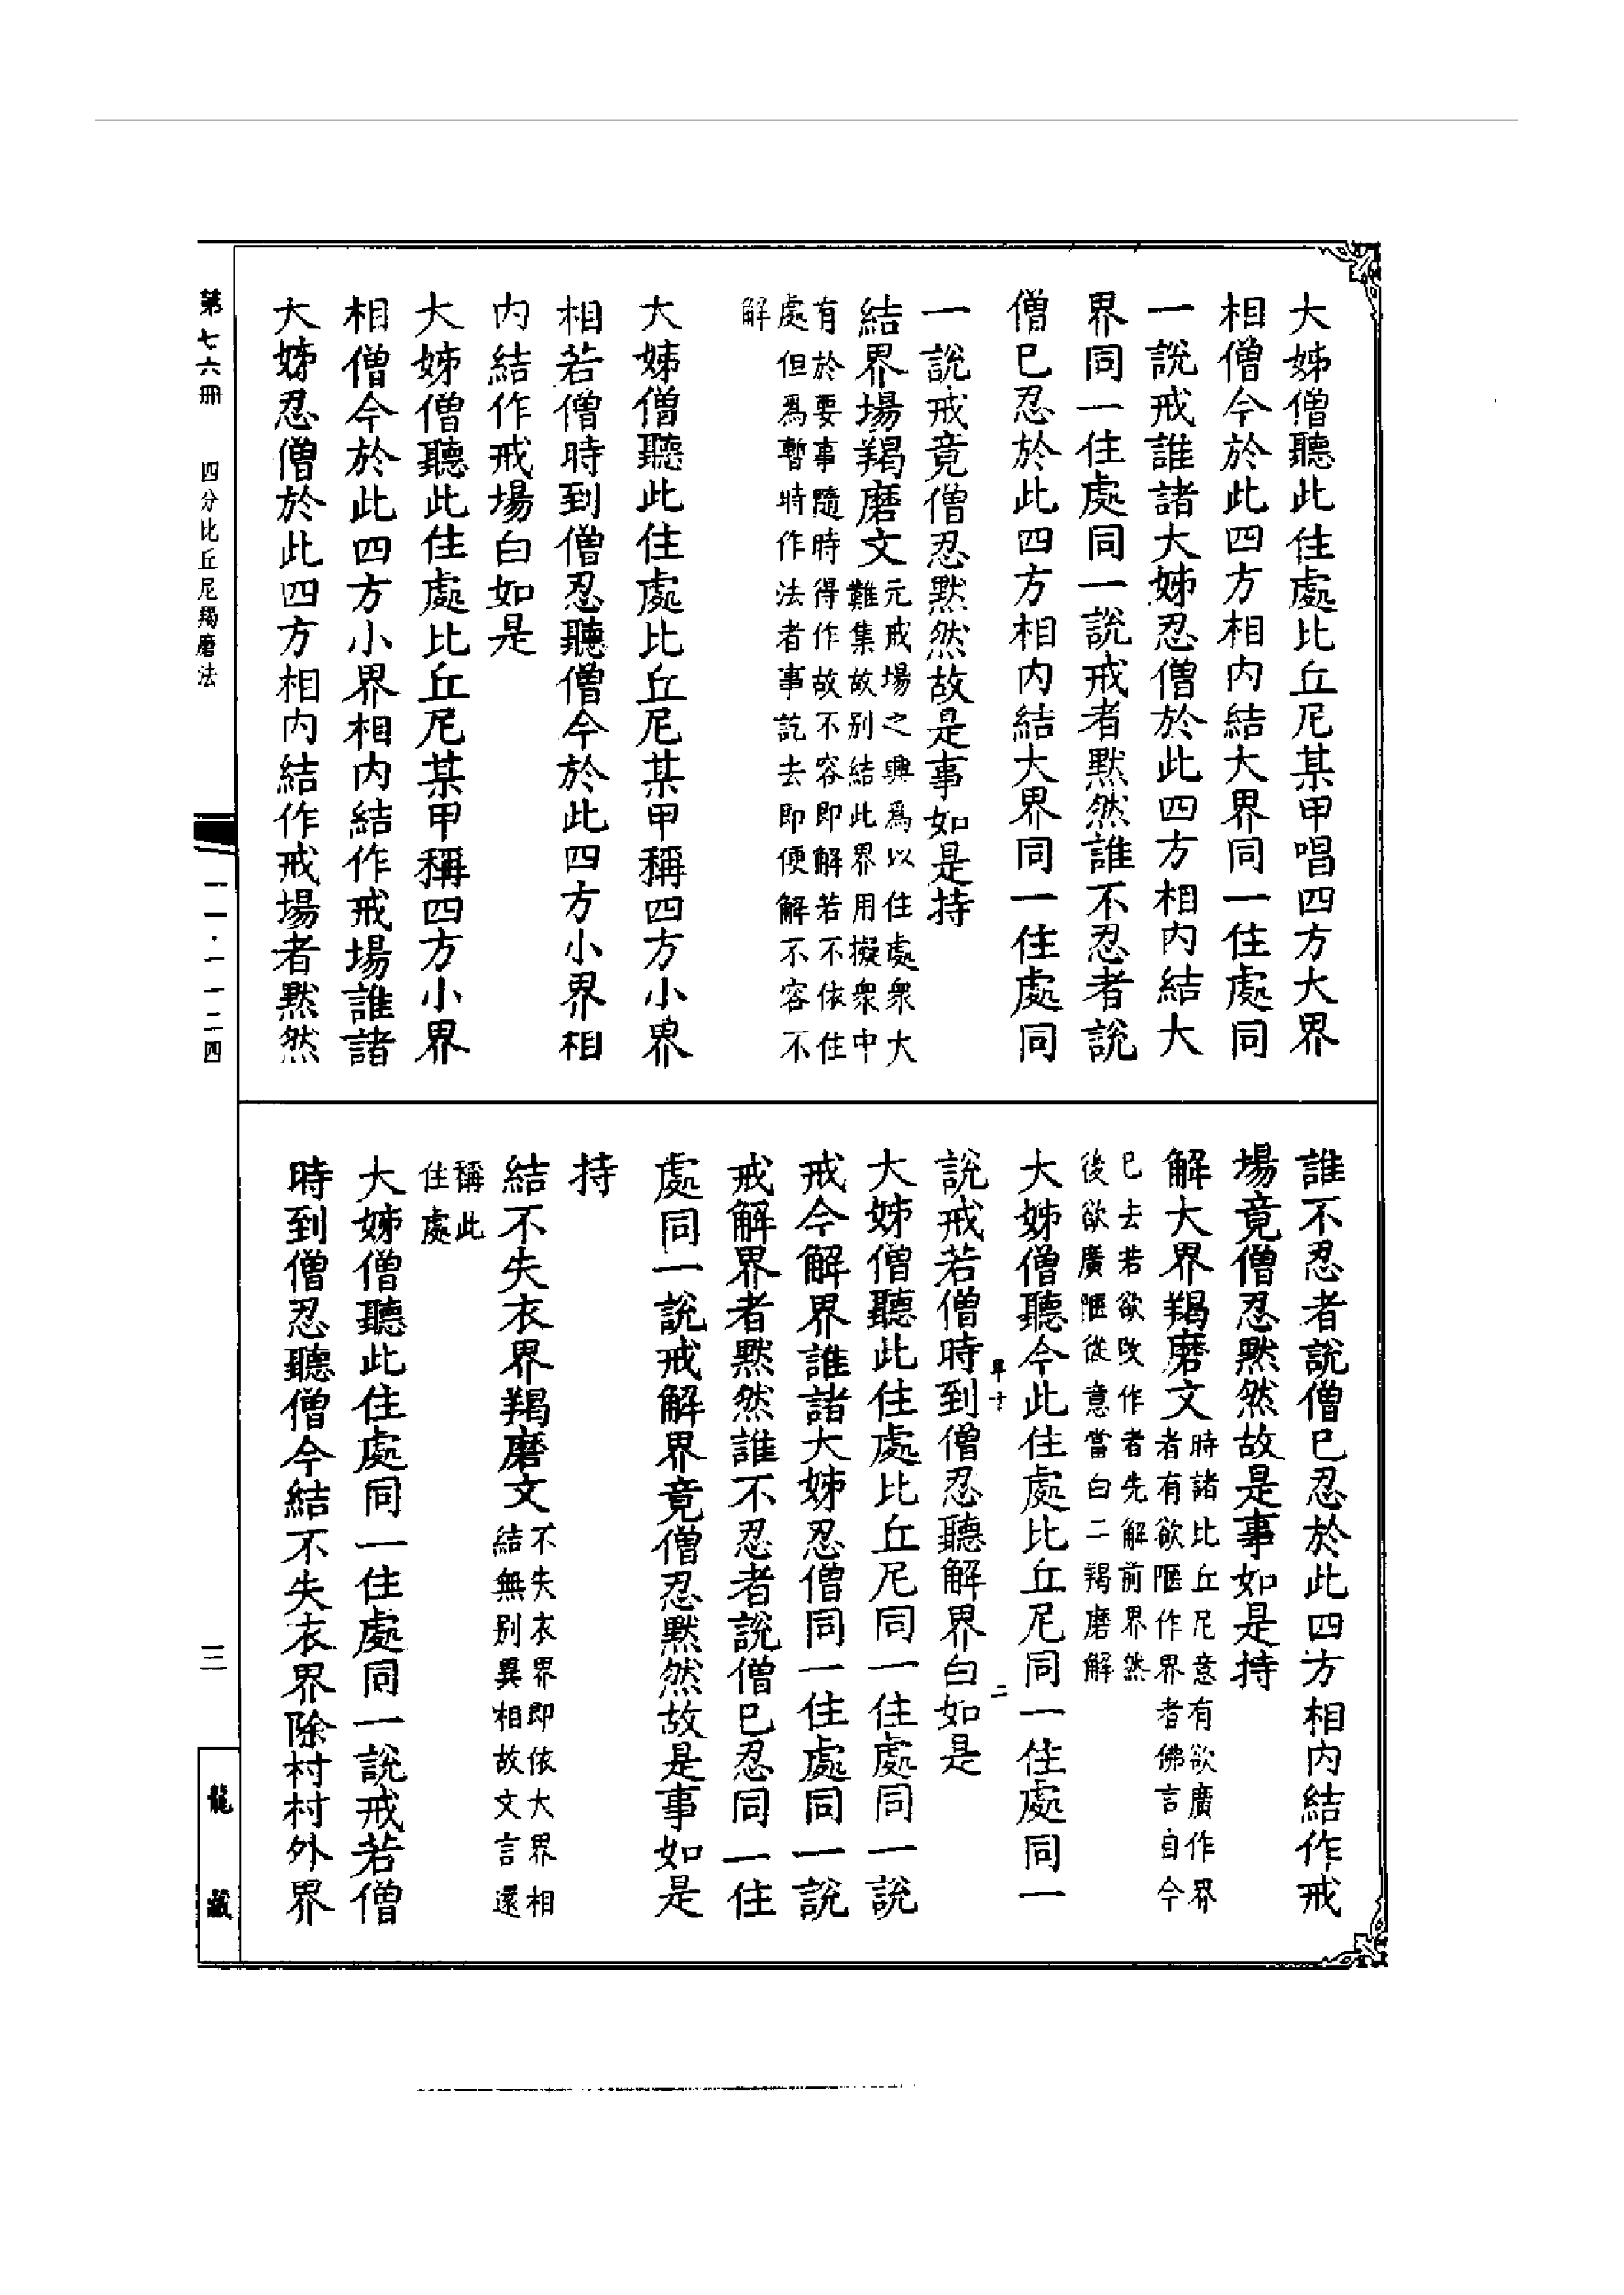 大姊僧聽此住處比丘尼某甲唱四方大界
相僧今於此四方相内結大界同一住處同
一說戒誰諸大姊忍僧於此四方相内結大
界同一住處同一說戒者默然誰不忍者說
僧已忍於此四方相内結大界同一住處同
一說戒竟僧忍默然故是事如是持
結界場羯磨文
元戒場之興為以住處衆大
難集故别結此界用擬衆中
有於要事隨時得作故不容即解若不依住
處但爲暫時作法者事訖去即便解不容不
解
大姊僧聽此住處比丘尼某甲稱四方小界
相若僧時到僧忍聽僧今於此四方小界相
内結作戒場白如是
大姊僧聽此住處比丘尼某甲稱四方小界
相僧今於此四方小界相内結作戒場誰諸
大姊忍僧於此四方相内結作戒場者默然
誰不忍者說僧已忍於此四方相内結作戒
場竟僧忍默然故是事如是持
解大界羯磨文
時諸比丘尼意有欲廣作界
者有欲陿作界者佛言自今
已去若欲改作者先解前界然
後欲廣陿從意當白二羯磨解
大姊僧聽今此住處比丘尼同一住處同一
說戒若僧時到僧忍聽解界白如是
二
大姊僧聽此住處比丘尼同一住處同一說
戒今解界誰諸大姊忍僧同一住處同一說
戒解界者默然誰不忍者說僧已忍同一住
處同一說戒解界竟僧忍默然故是事如是
持
結不失衣界羯磨文
不失衣界即依大界相
結無别異相故文言還
稱此
住處
大姊僧聽此住處同一住處同一說戒若僧
時到僧忍聽僧今結不失衣界除村村外界
第七六冊
四分比丘尼羯磨法
一一·一一二四
三
龍藏